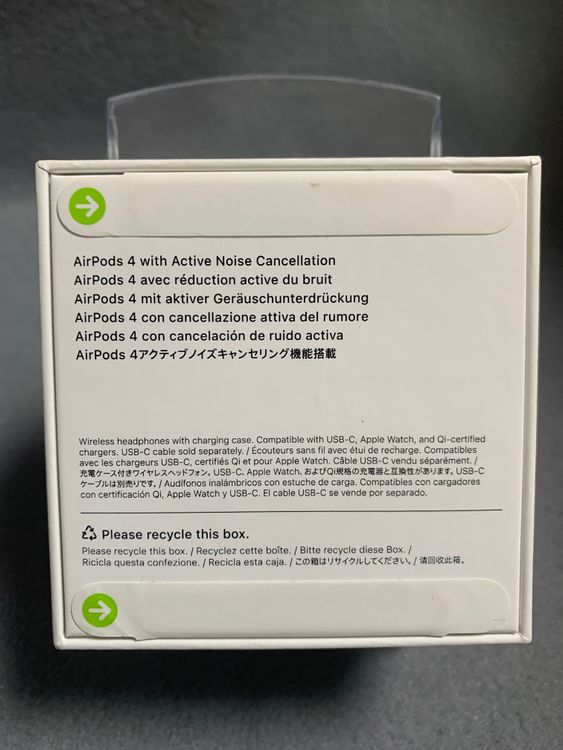 AirPods 4 with Active Noise Cancellation
AirPods 4 avec réduction active du bruit
AirPods 4 mit aktiver Geräuschunterdrückung
AirPods 4 con cancellazione attiva del rumore
AirPods 4 con cancelación de ruido activa
AirPods 4アクティブノイズキャンセリング機能搭載
Wireless headphones with charging case. Compatible with USB-C, Apple Watch, and Qi-certified
chargers. USB-C cable sold separately. / Écouteurs sans fil avec étui de recharge. Compatibles
avec les chargeurs USB-C, certifiés Qi et pour Apple Watch. Câble USB-C vendu séparément. /
充電ケース付きワイヤレスヘッドフォン。USB-C、Apple Watch、およびQi規格の充電器と互換性があります。USB-C
ケーブルは別売りです。/ Audífonos inalámbricos con estuche de carga. Compatibles con cargadores
con certificación Qi, Apple Watch y USB-C. El cable USB-C se vende por separado.
Please recycle this box.
Please recycle this box. / Recyclez cette boîte. / Bitte recycle diese Box. /
Ricicla questa confezione. / Recicla esta caja. / この箱はリサイクルしてください。/ 请回收此箱。